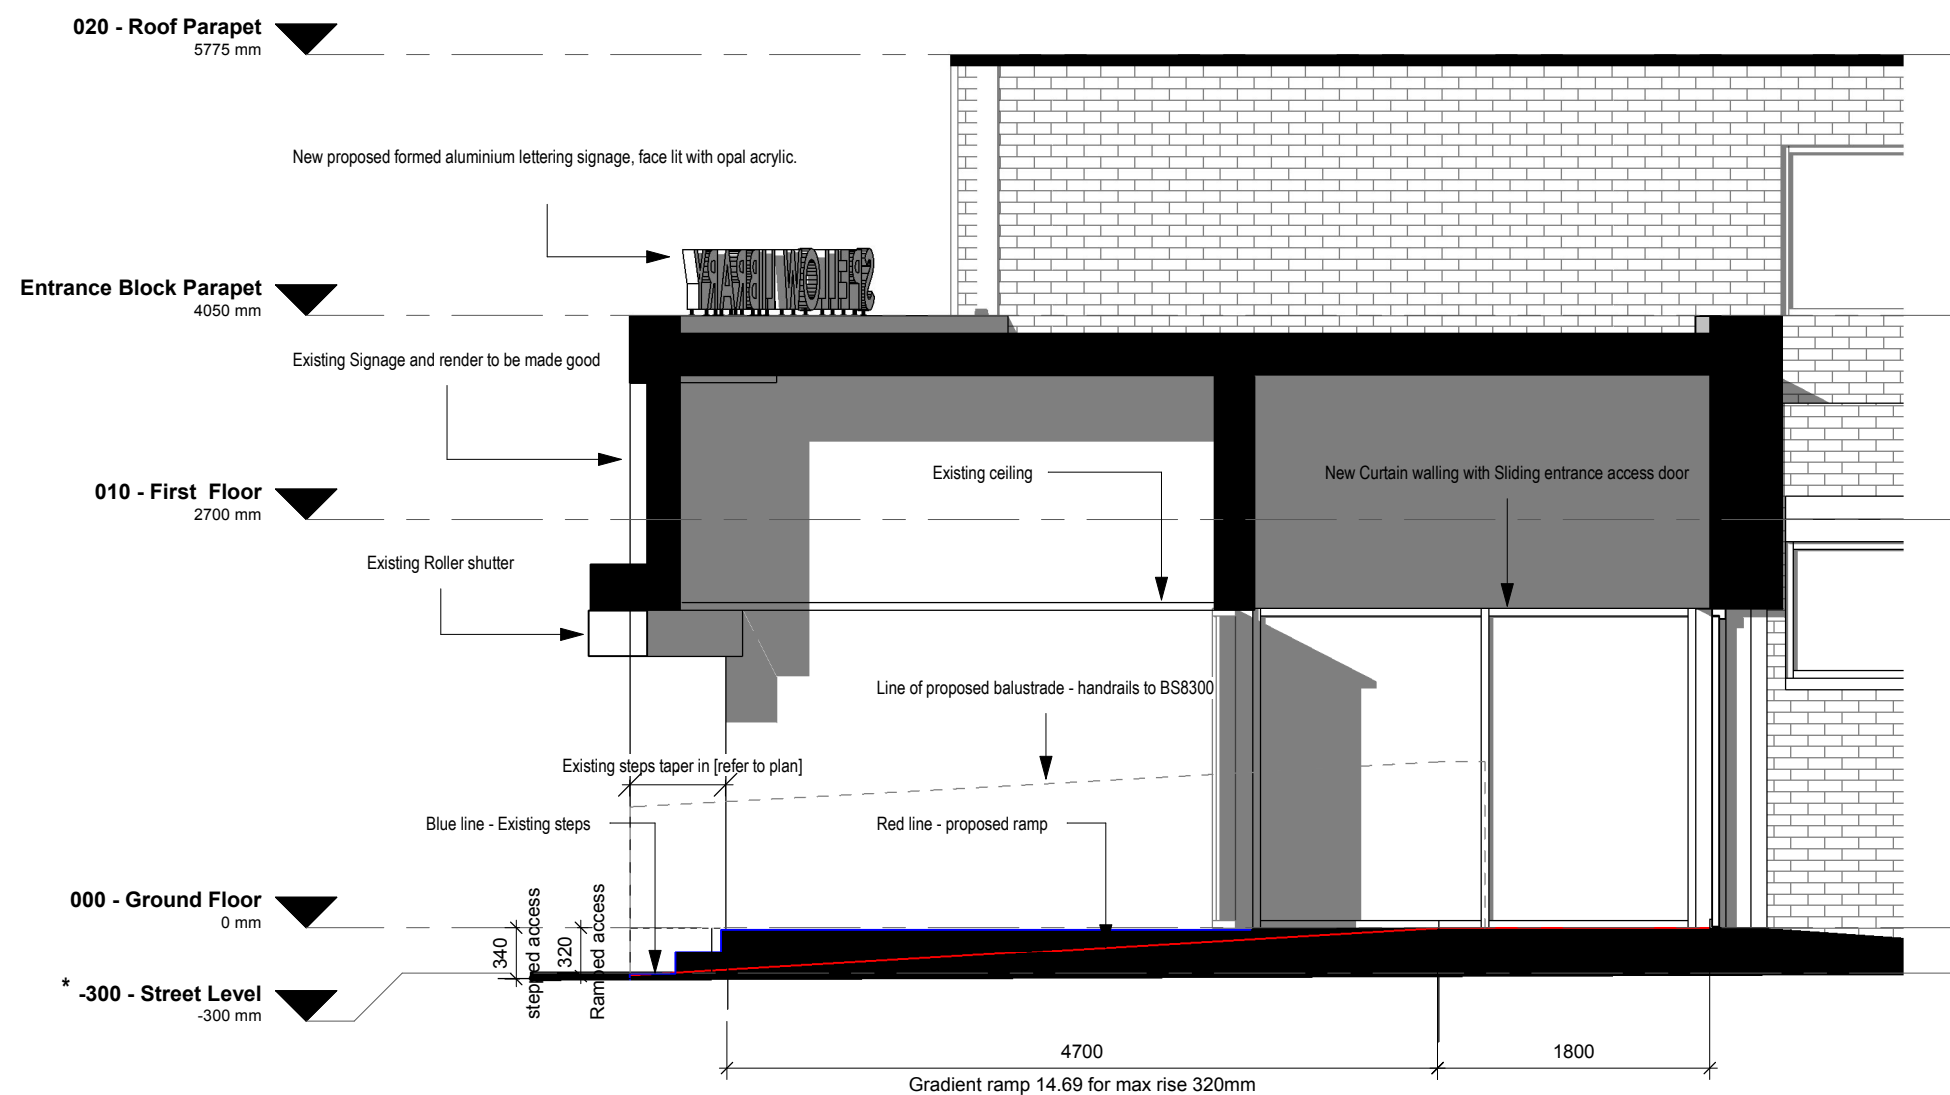 020 - Roof Parapet
5775 mm
New proposed formed aluminium lettering signage, face lit with opal acrylic.
Entrance Block Parapet
4050 mm
Existing Signage and render to be made good
Existing ceiling
New Curtain walling with Sliding entrance access door
010 - First Floor
2700 mm
Existing Roller shutter
Line of proposed balustrade - handrails to BS8300
Existing steps taper in [refer to plan]
Blue line - Existing steps
Red line - proposed ramp
000 - Ground Floor
0 mm
340
stepped access
320
Ramped access
* -300 - Street Level
-300 mm
4700
1800
Gradient ramp 14.69 for max rise 320mm